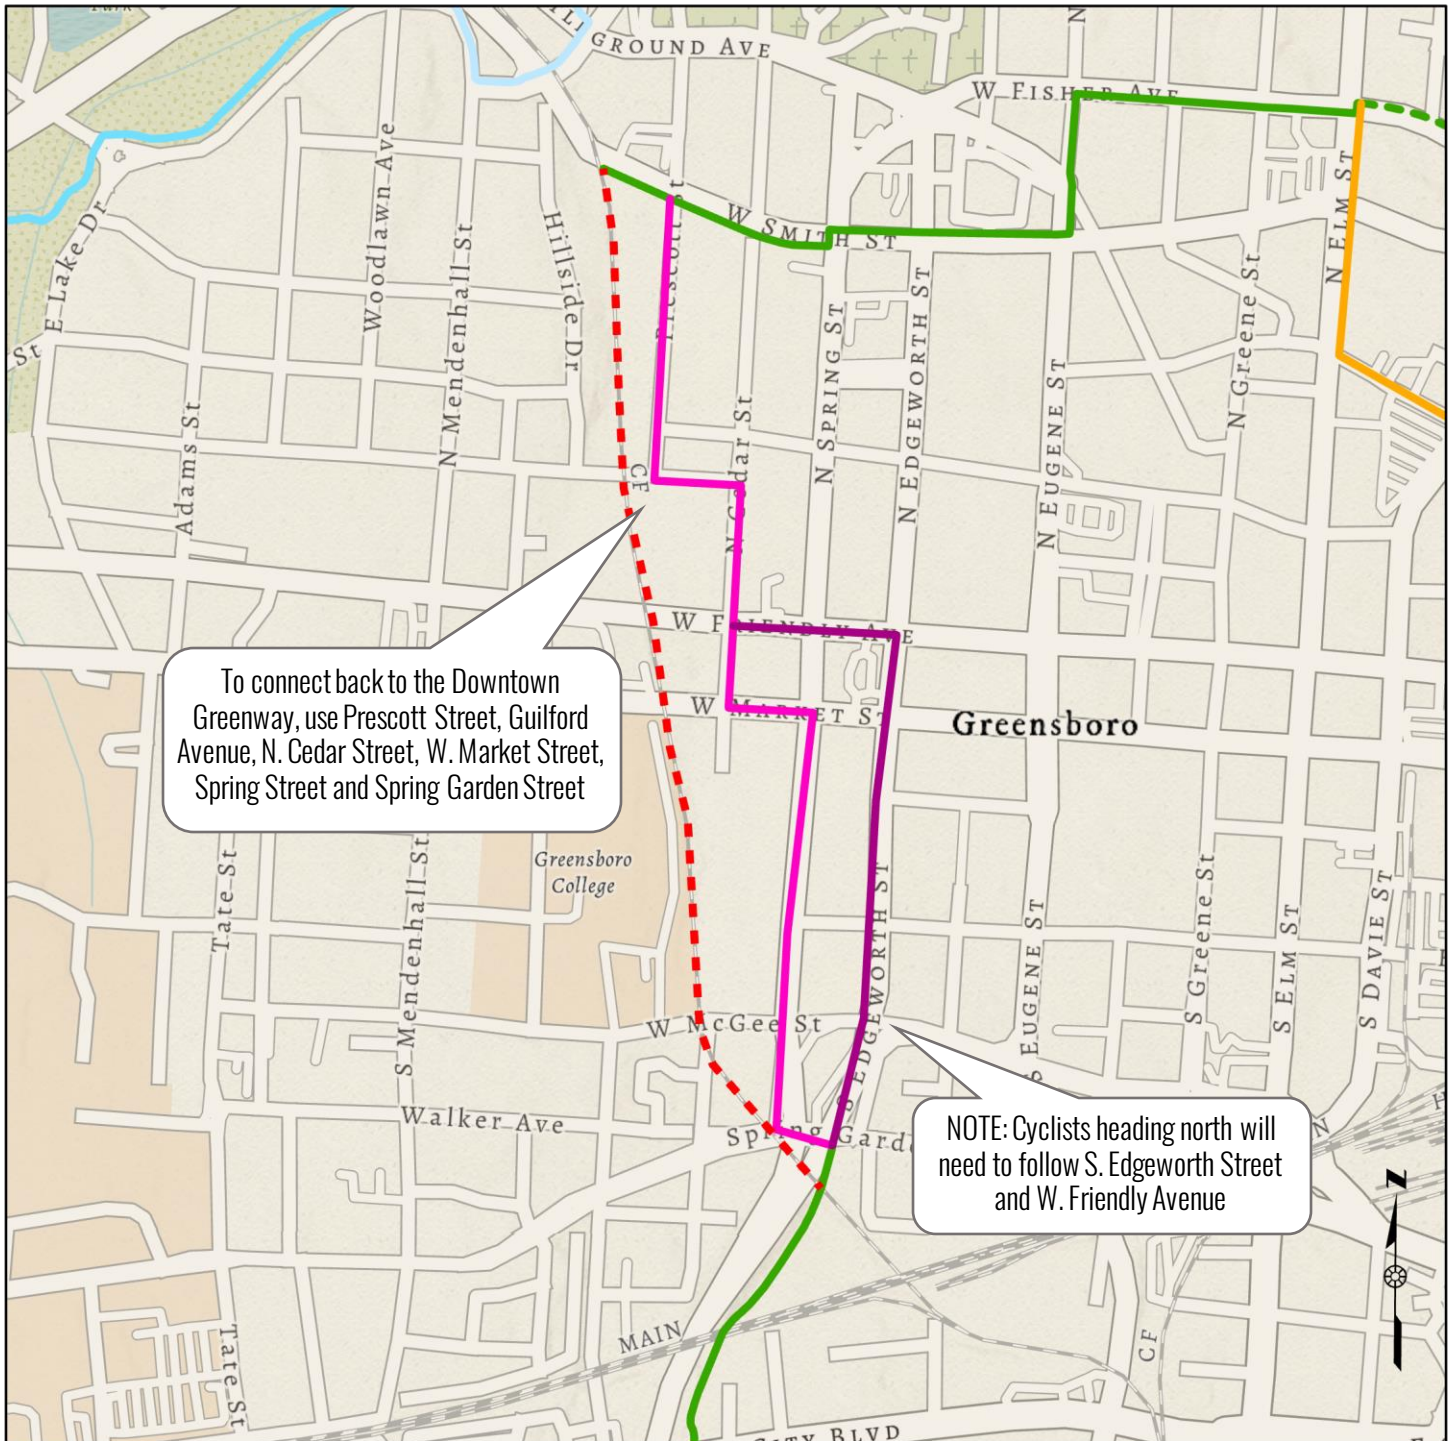 Park
GROUND AVE
W FISHER AVE
N
W SMITH ST
Prescott St
Woodlawn Ave
N Mendenhall St
Hillside Dr
E Lake Dr
St
Adams St
N Cedar St
N SPRING ST
N EDGEWORTH ST
N EUGENE ST
N Greene St
N ELM ST
CF
W FRIENDLY AVE
W MARKET ST
Greensboro
To connect back to the Downtown
Greenway, use Prescott Street, Guilford
Avenue, N. Cedar Street, W. Market Street,
Spring Street and Spring Garden Street
Greensboro
College
Tate St
S Mendenhall St
S EDGEWORTH ST
S EUGENE ST
S Greene St
S ELM ST
S DAVIE ST
W McGee St
Walker Ave
Spring Garde
NOTE: Cyclists heading north will
need to follow S. Edgeworth Street
and W. Friendly Avenue
N
H
Z
MAIN
CF
Tate St
CITY BLVD